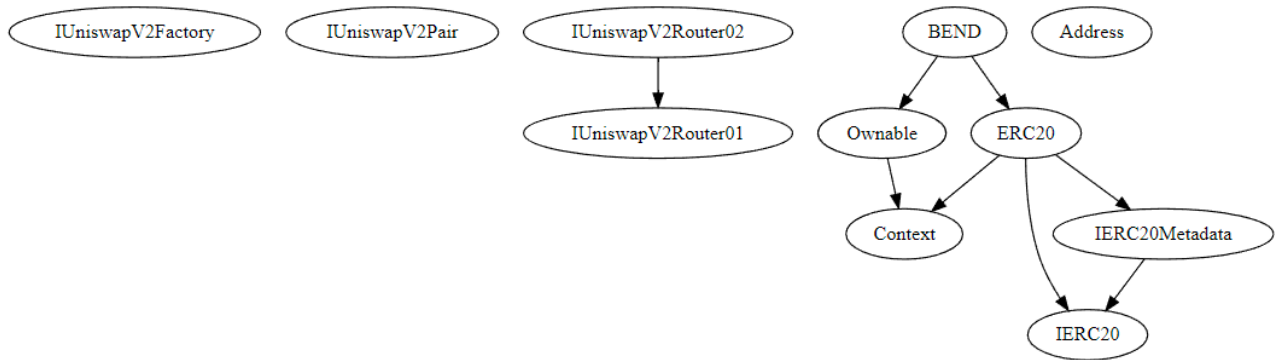 IUniswapV2Factory
IUniswapV2Pair
IUniswapV2Router02
BEND
Address
IUniswapV2Router01
Ownable
ERC20
Context
IERC20Metadata
IERC20